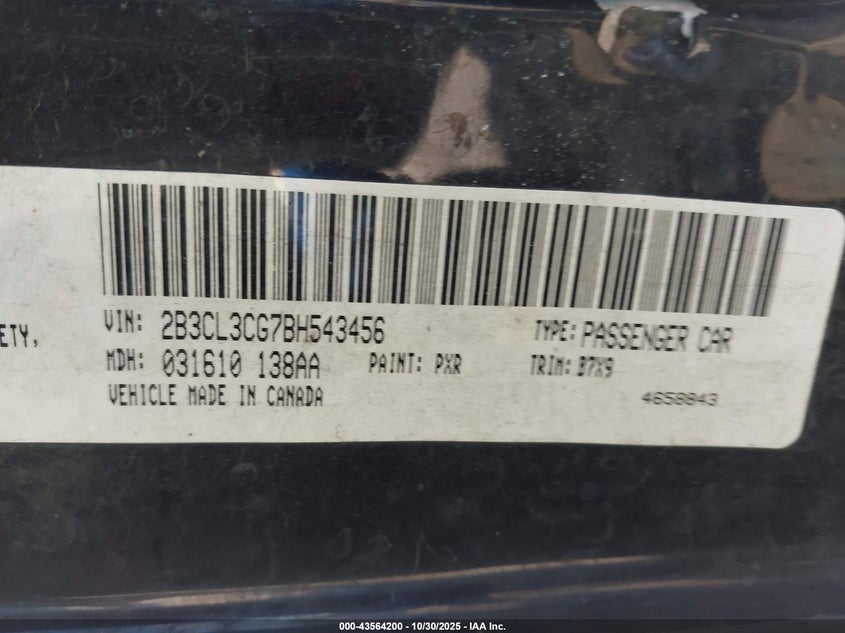 ETY,
VIN: 2B3CL3CG7BH543456 TYPE: PASSENGER CAR
MDH: 031610 138AA PAINT: PXR TRIM: B7X9
VEHICLE MADE IN CANADA 4658843
000-43564200 - 10/30/2025 - IAA Inc.